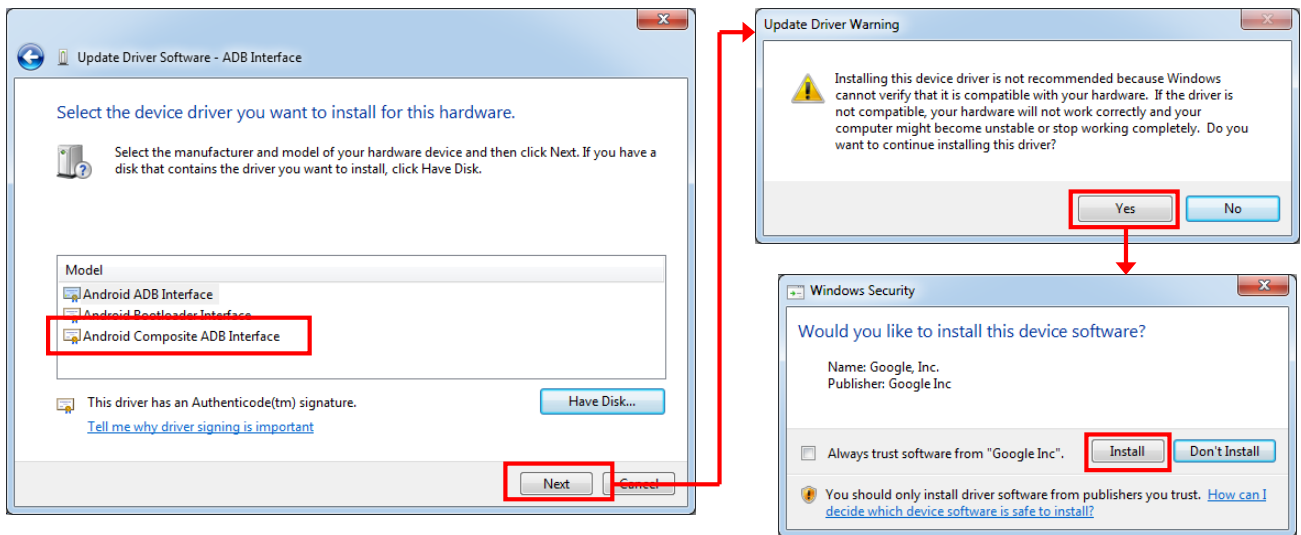 Update Driver Software - ADB Interface
Select the device driver you want to install for this hardware.
Select the manufacturer and model of your hardware device and then click Next. If you have a
disk that contains the driver you want to install, click Have Disk.
Model
Android ADB Interface
Android Bootloader Interface
Android Composite ADB Interface
This driver has an Authenticode(tm) signature.
Have Disk...
Tell me why driver signing is important
Next
Cancel
Update Driver Warning
Installing this device driver is not recommended because Windows
cannot verify that it is compatible with your hardware. If the driver is
not compatible, your hardware will not work correctly and your
computer might become unstable or stop working completely. Do you
want to continue installing this driver?
Yes
No
Windows Security
Would you like to install this device software?
Name: Google, Inc.
Publisher: Google Inc
Always trust software from "Google Inc".
Install
Don't Install
You should only install driver software from publishers you trust. How can I
decide which device software is safe to install?